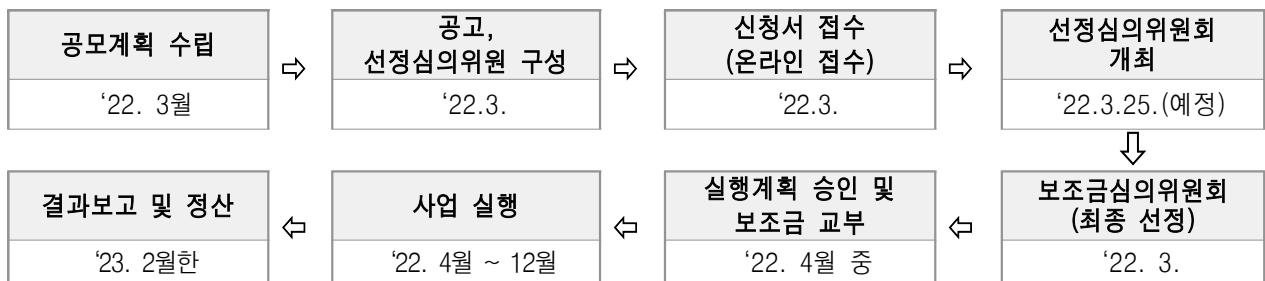 공모계획 수립
‘22. 3월
⇨
공고,
선정심의위원 구성
‘22.3.
⇨
신청서 접수
(온라인 접수)
‘22.3.
⇨
선정심의위원회
개최
‘22.3.25.(예정)
⇩
보조금심의위원회
(최종 선정)
‘22. 3.
⇦
실행계획 승인 및
보조금 교부
‘22. 4월 중
⇦
사업 실행
‘22. 4월 ~ 12월
⇦
결과보고 및 정산
‘23. 2월한